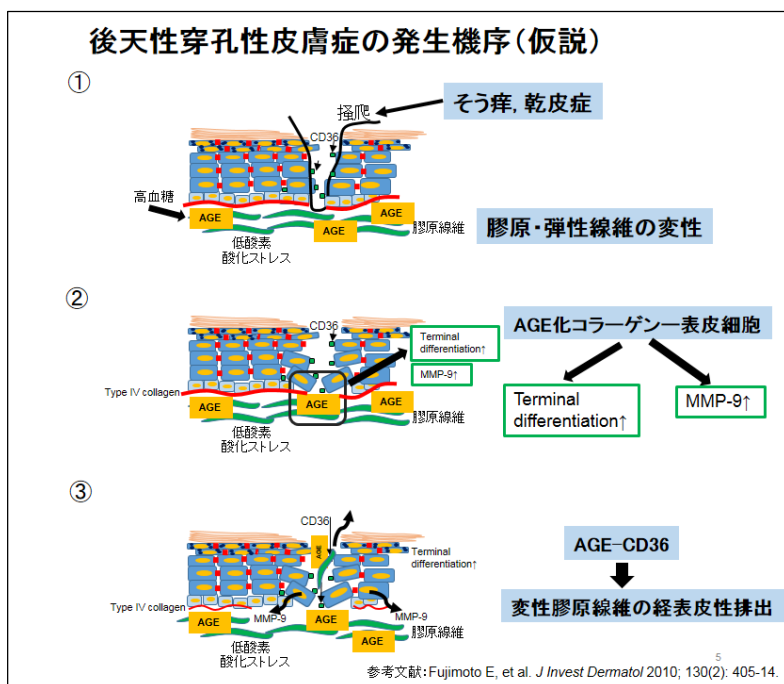 後天性穿孔性皮膚症の発生機序(仮説)
①
掻爬
そう痒, 乾皮症
CD36
高血糖
AGE
AGE
AGE
膠原線維
低酸素
酸化ストレス
膠原・弾性線維の変性
②
CD36
Terminal
differentiation↑
MMP-9↑
Type IV collagen
AGE
AGE
AGE
膠原線維
低酸素
酸化ストレス
AGE化コラーゲンー表皮細胞
Terminal
differentiation↑
MMP-9↑
③
CD36
AGE
Terminal
differentiation↑
Type IV collagen
MMP-9
MMP-9
AGE
AGE
AGE
膠原線維
低酸素
酸化ストレス
AGE−CD36
変性膠原線維の経表皮性排出
5
参考文献:Fujimoto E, et al. J Invest Dermatol 2010; 130(2): 405-14.